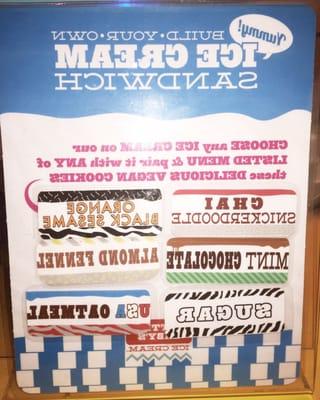 Yummy!
BUILD•YOUR•OWN
ICE CREAM
SANDWICH
CHOOSE any ICE CREAM on our
LISTED MENU & pair it with ANY of
these DELICIOUS VEGAN COOKIES
CHAI
SNICKERDOODLE
ORANGE
BLACK SESAME
MINT CHOCOLATE
ALMOND FENNEL
SUGAR
USA OATMEAL
ICE CREAM